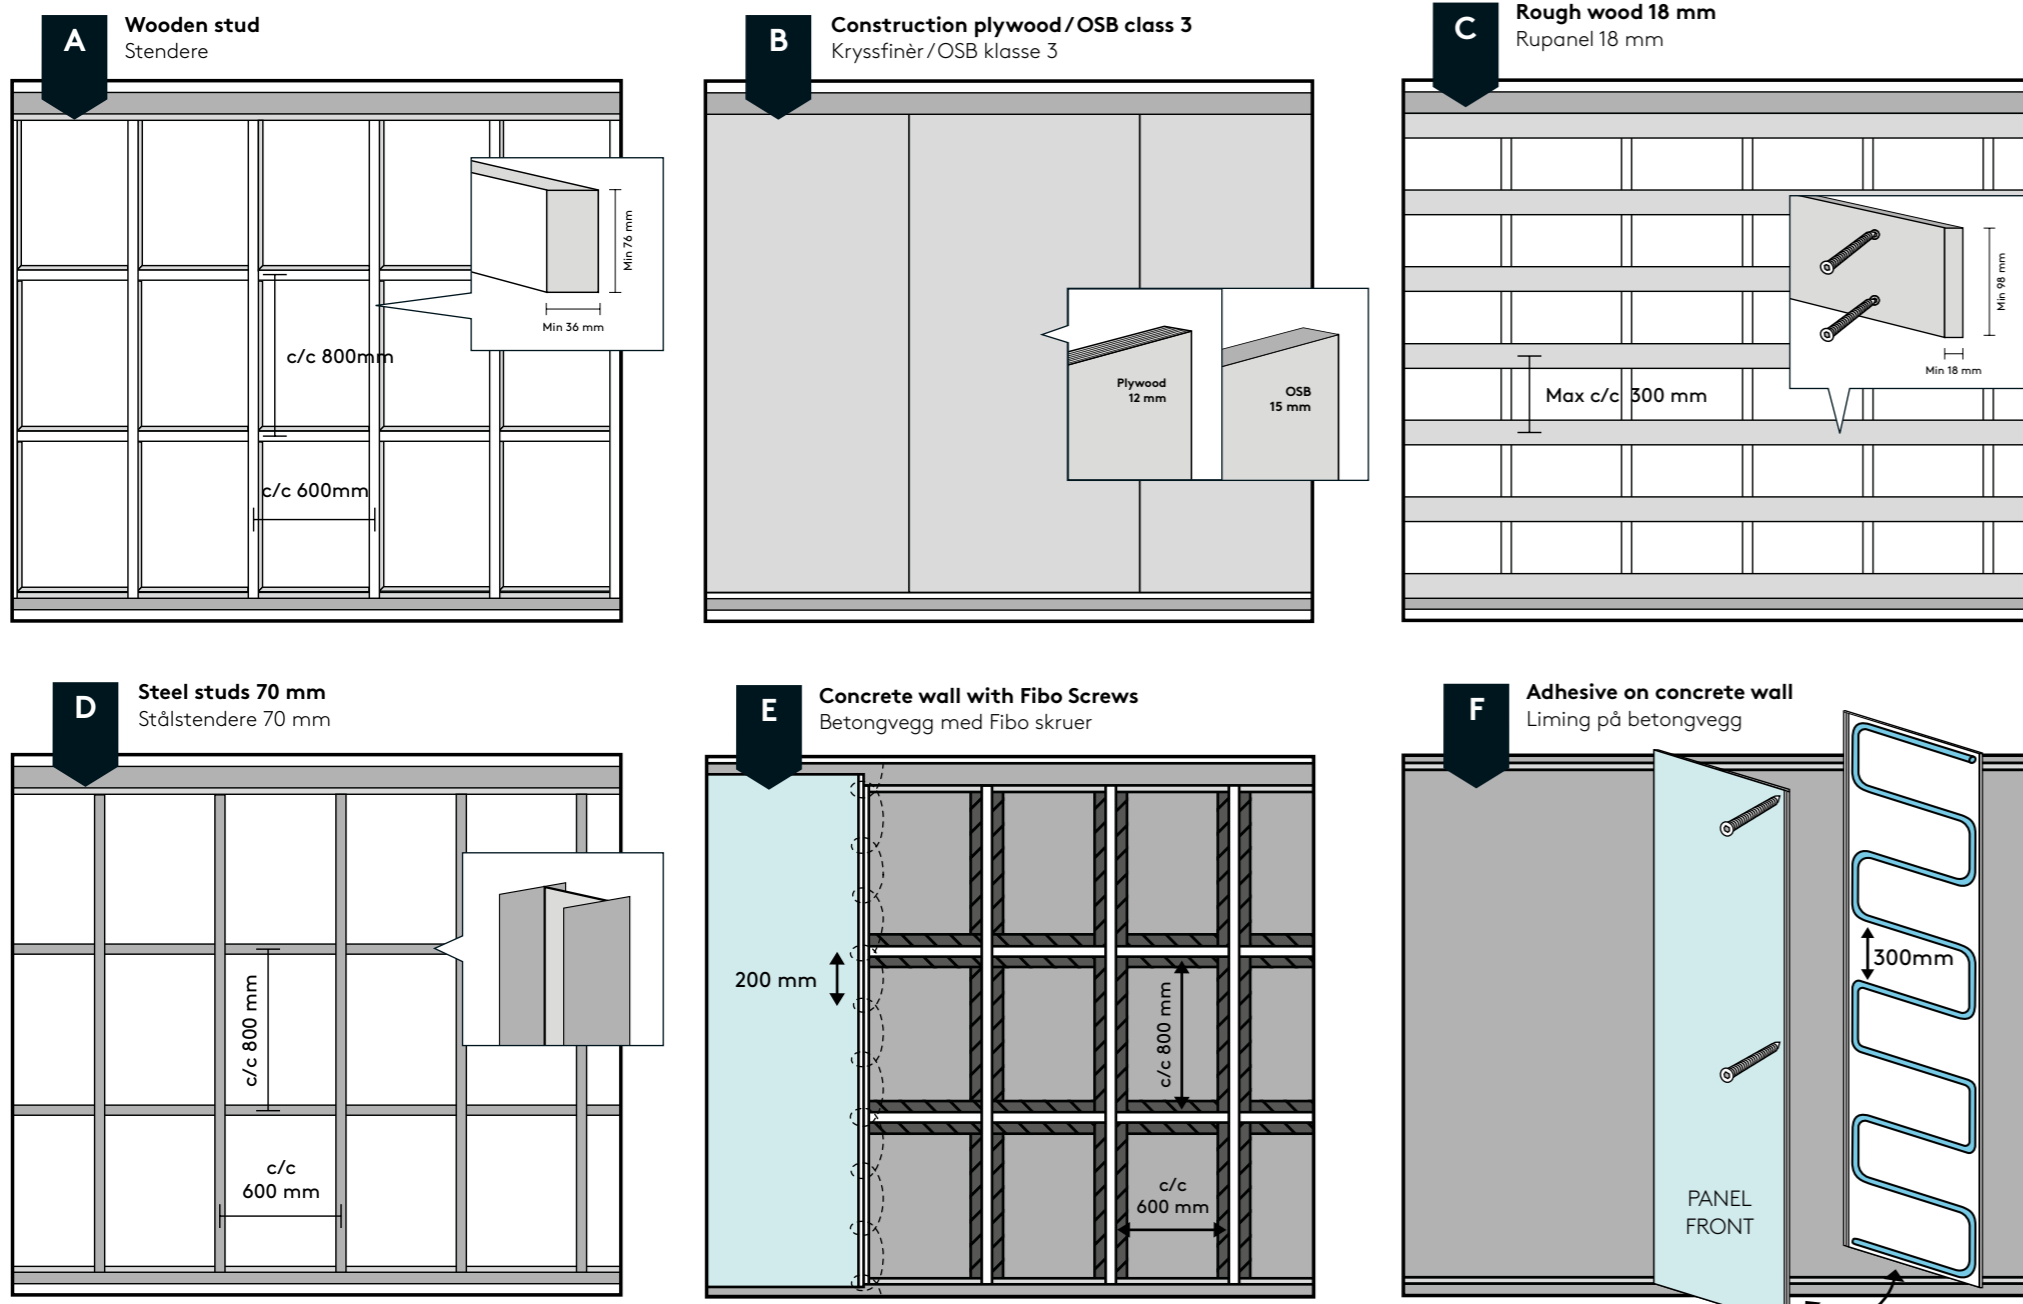 A
Wooden stud
Stendere
Min 76 mm
Min 36 mm
c/c 800mm
c/c 600mm
B
Construction plywood / OSB class 3
Kryssfinèr / OSB klasse 3
Plywood
12 mm
OSB
15 mm
C
Rough wood 18 mm
Rupanel 18 mm
Min 98 mm
Min 18 mm
Max c/c 300 mm
D
Steel studs 70 mm
Stålstendere 70 mm
c/c 800 mm
c/c
600 mm
E
Concrete wall with Fibo Screws
Betongvegg med Fibo skruer
200 mm
c/c 800 mm
c/c
600 mm
F
Adhesive on concrete wall
Liming på betongvegg
300mm
PANEL
FRONT